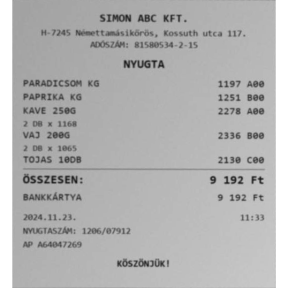 SIMON ABC KFT.
H-7245 Némettamásikörös, Kossuth utca 117.
ADÓSZÁM: 81580534-2-15
NYUGTA
PARADICSOM KG 1197 A00
PAPRIKA KG 1251 B00
KAVE 250G 2278 A00
2 DB x 1168
VAJ 200G 2336 B00
2 DB x 1065
TOJAS 10DB 2130 C00
ÖSSZESEN: 9 192 Ft
BANKKÁRTYA 9 192 Ft
2024.11.23. 11:33
NYUGTASZÁM: 1206/07912
AP A64047269
KÖSZÖNJÜK!